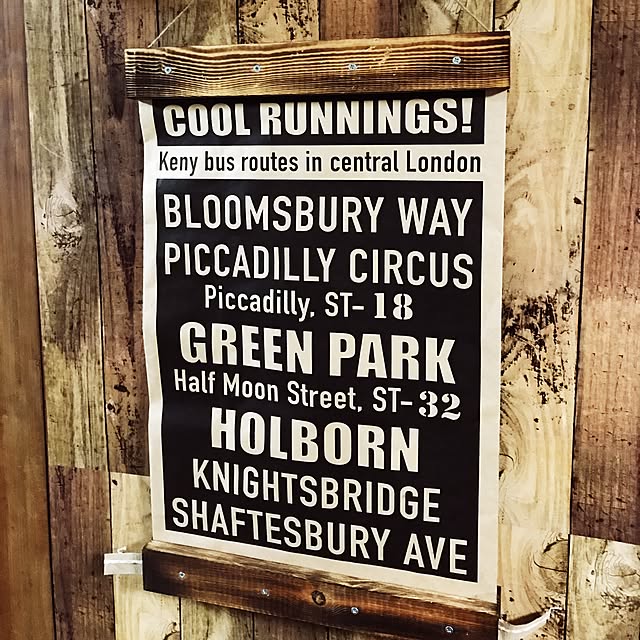 COOL RUNNINGS!
Keny bus routes in central London
BLOOMSBURY WAY
PICCADILLY CIRCUS
Piccadilly, ST- 18
GREEN PARK
Half Moon Street, ST- 32
HOLBORN
KNIGHTSBRIDGE
SHAFTESBURY AVE